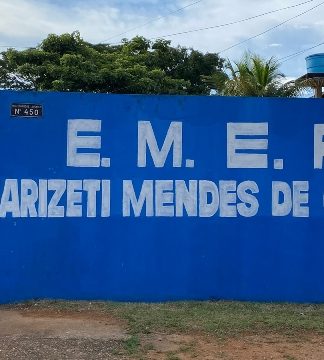 Nº 450
E. M. E. F
ARIZETI MENDES DE